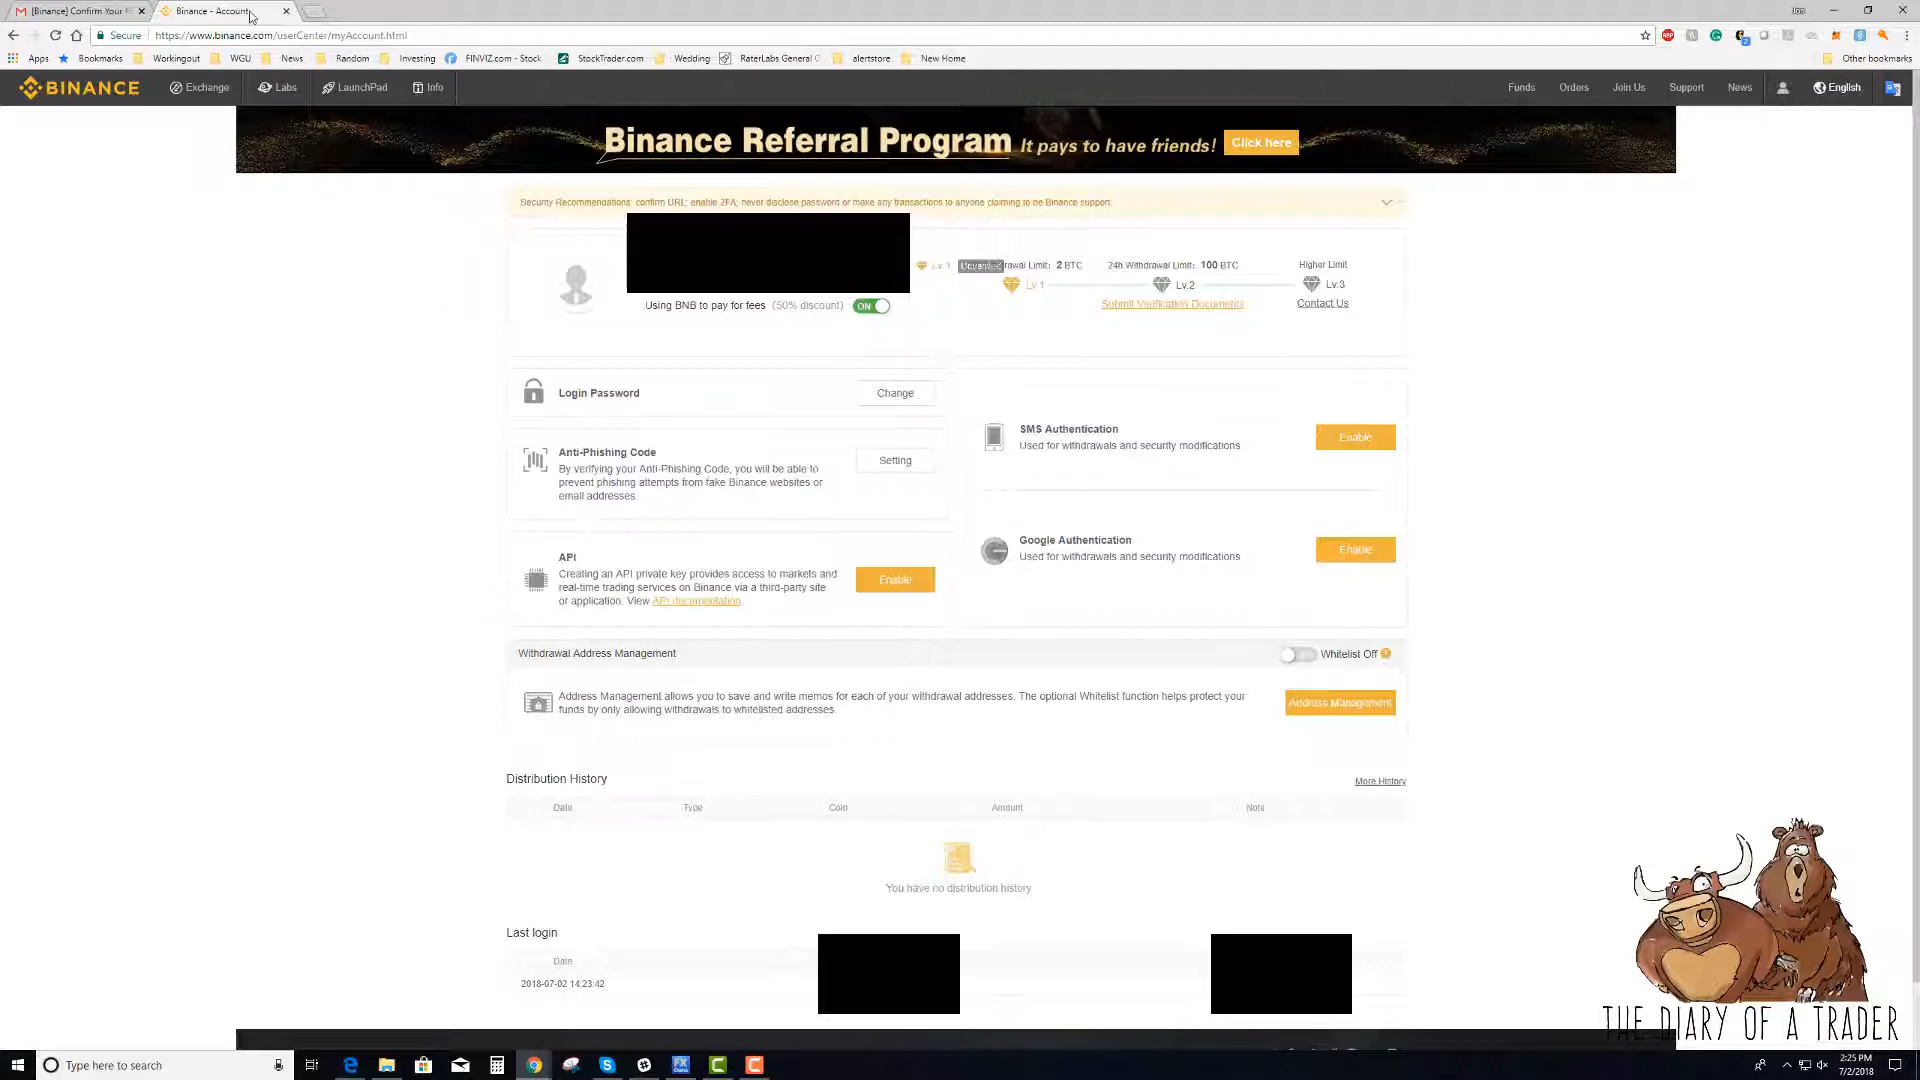 [Binance] Confirm Your
Binance - Account
Jon
Secure
https://www.binance.com/userCenter/myAccount.html
Apps
Bookmarks
Workingout
WGU
News
Random
Investing
FINVIZ.com - Stock
StockTrader.com
Wedding
RaterLabs General
alertstore
New Home
Other bookmarks
BINANCE
Exchange
Labs
LaunchPad
Info
Funds
Orders
Join Us
Support
News
English
Binance Referral Program It pays to have friends! Click here
Security Recommendations: confirm URL; enable 2FA; never disclose password or make any transactions to anyone claiming to be Binance support.
Lv. 1
Unverified
rawal Limit: 2 BTC
24h Withdrawal Limit: 100 BTC
Higher Limit
Lv 1
Lv.2
Lv.3
Submit Verification Documents
Contact Us
Using BNB to pay for fees (50% discount) ON
Login Password
Change
Anti-Phishing Code
By verifying your Anti-Phishing Code, you will be able to
prevent phishing attempts from fake Binance websites or
email addresses.
Setting
API
Creating an API private key provides access to markets and
real-time trading services on Binance via a third-party site
or application. View API documentation
Enable
SMS Authentication
Used for withdrawals and security modifications
Enable
Google Authentication
Used for withdrawals and security modifications
Enable
Withdrawal Address Management
Whitelist Off
Address Management allows you to save and write memos for each of your withdrawal addresses. The optional Whitelist function helps protect your
funds by only allowing withdrawals to whitelisted addresses.
Address Management
Distribution History
More History
Date
Type
Coin
Amount
Note
You have no distribution history
Last login
Date
2018-07-02 14:23:42
THE DIARY OF A TRADER
Type here to search
FX
Choice
2:25 PM
7/2/2018